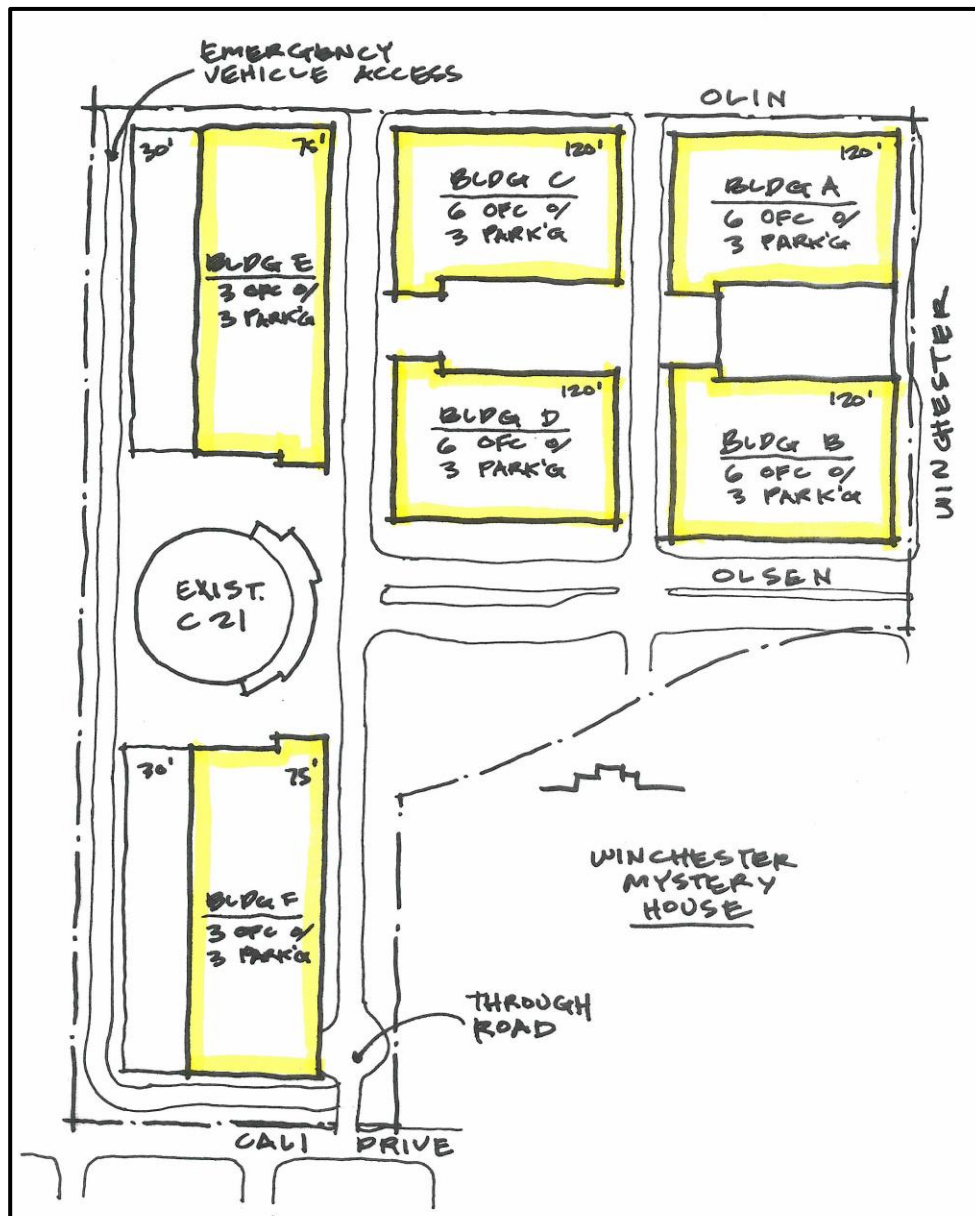 EMERGENCY
VEHICLE ACCESS
OLIN
30' 75'
BLDG E
3 OFC O/
3 PARK'G
120'
BLDG C
6 OFC O/
3 PARK'G
120'
BLDG A
6 OFC O/
3 PARK'G
WINCHESTER
120'
BLDG D
6 OFC O/
3 PARK'G
120'
BLDG B
6 OFC O/
3 PARK'G
OLSEN
EXIST.
C 21
30' 75'
BLDG F
3 OFC O/
3 PARK'G
WINCHESTER
MYSTERY
HOUSE
THROUGH
ROAD
CALI DRIVE